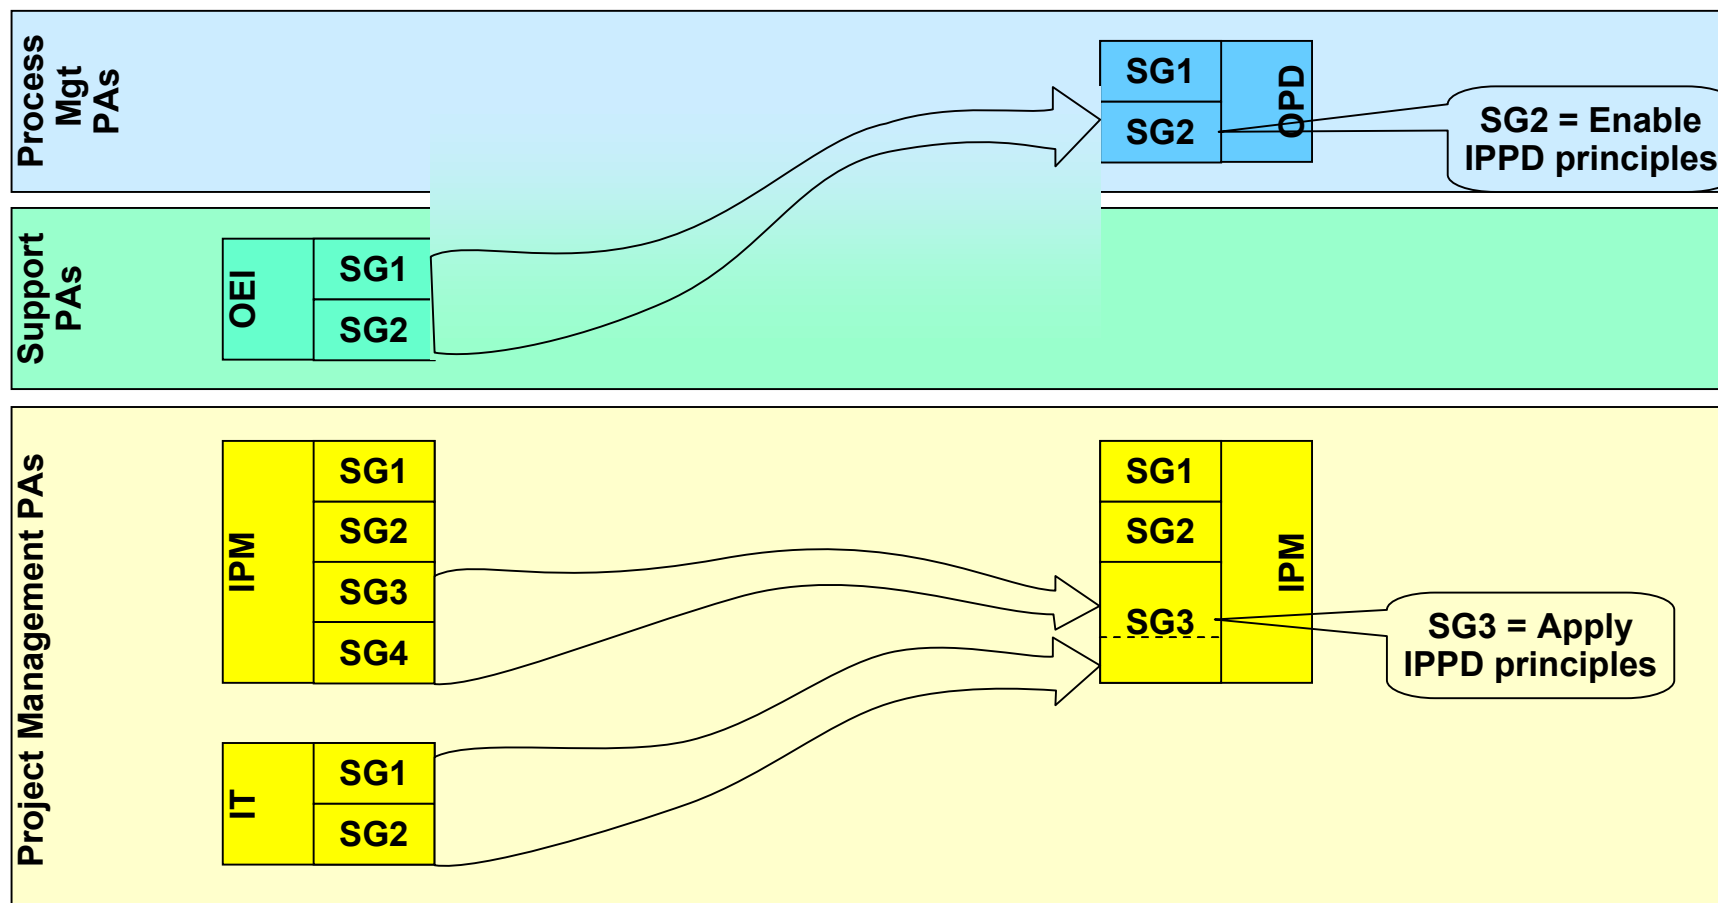 Process
Mgt
PAs
SG1
SG2
OPD
SG2 = Enable
IPPD principles
Support
PAs
OEI
SG1
SG2
Project Management PAs
IPM
SG1
SG2
SG3
SG4
SG1
SG2
SG3
IPM
SG3 = Apply
IPPD principles
IT
SG1
SG2